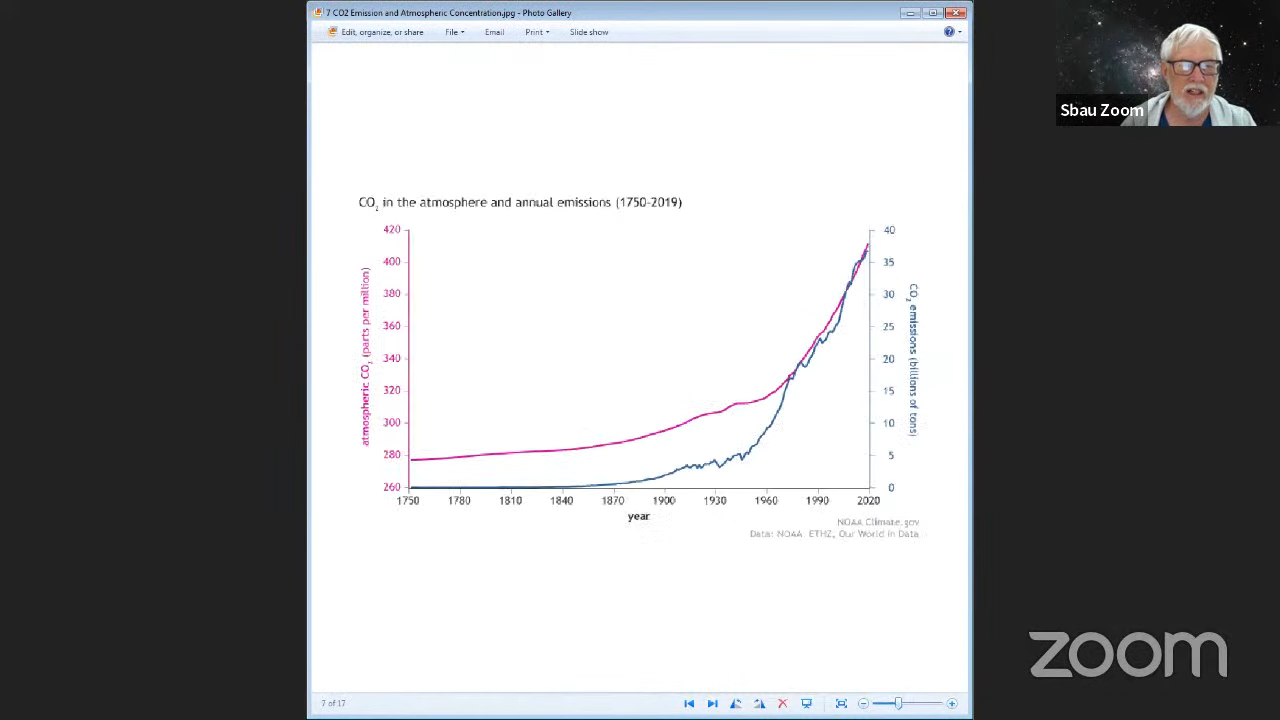 7 CO2 Emission and Atmospheric Concentration.jpg - Photo Gallery
Edit, organize, or share File Email Print Slide show
Sbau Zoom
CO2 in the atmosphere and annual emissions (1750-2019)
420
400
380
360
340
320
300
280
260
atmospheric CO2 (parts per million)
40
35
30
25
20
15
10
5
0
CO2 emissions (billions of tons)
1750 1780 1810 1840 1870 1900 1930 1960 1990 2020
year
NOAA Climate.gov
Data: NOAA, ETHZ, Our World in Data
zoom
7 of 17